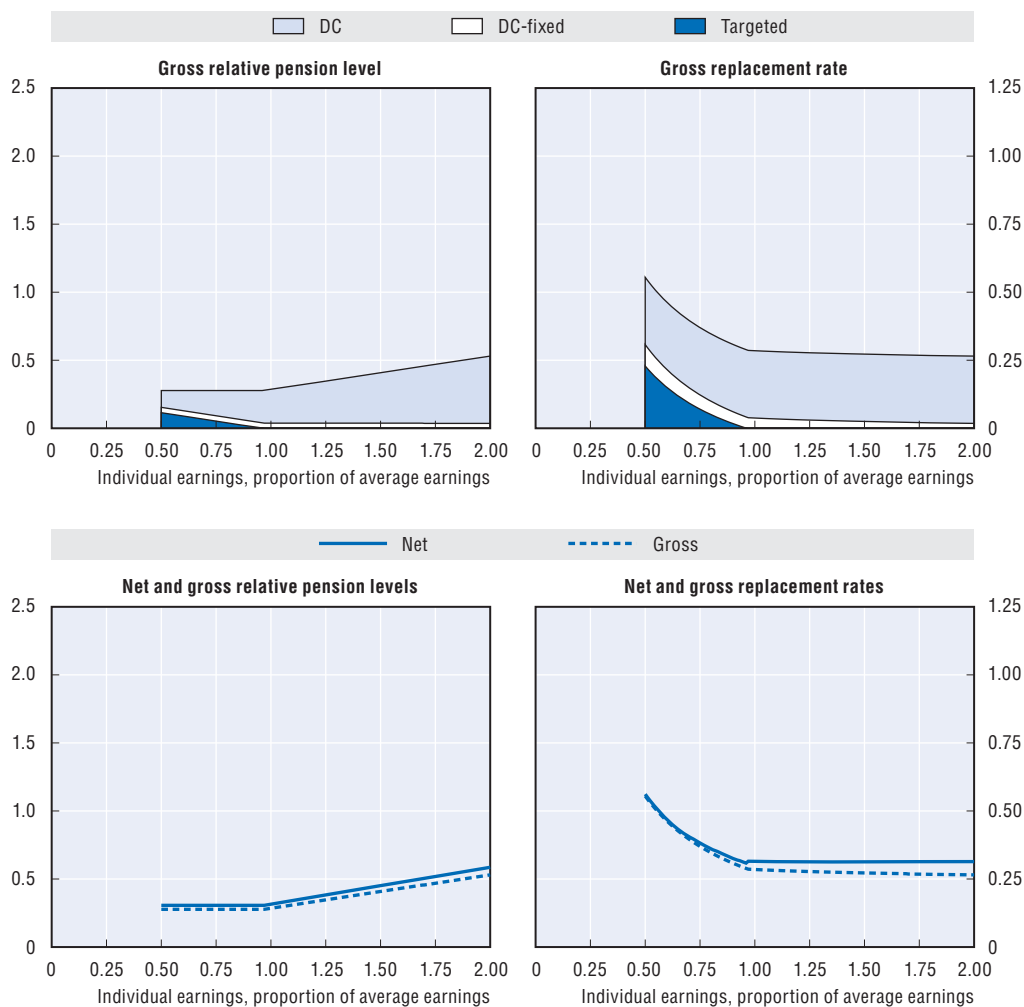 DC DC-fixed Targeted
Gross relative pension level
Gross replacement rate
2.5
2.0
1.5
1.0
0.5
0
1.25
1.00
0.75
0.50
0.25
0
0 0.25 0.50 0.75 1.00 1.25 1.50 1.75 2.00
0 0.25 0.50 0.75 1.00 1.25 1.50 1.75 2.00
Individual earnings, proportion of average earnings
Individual earnings, proportion of average earnings
Net Gross
Net and gross relative pension levels
Net and gross replacement rates
2.5
2.0
1.5
1.0
0.5
0
1.25
1.00
0.75
0.50
0.25
0
0 0.25 0.50 0.75 1.00 1.25 1.50 1.75 2.00
0 0.25 0.50 0.75 1.00 1.25 1.50 1.75 2.00
Individual earnings, proportion of average earnings
Individual earnings, proportion of average earnings